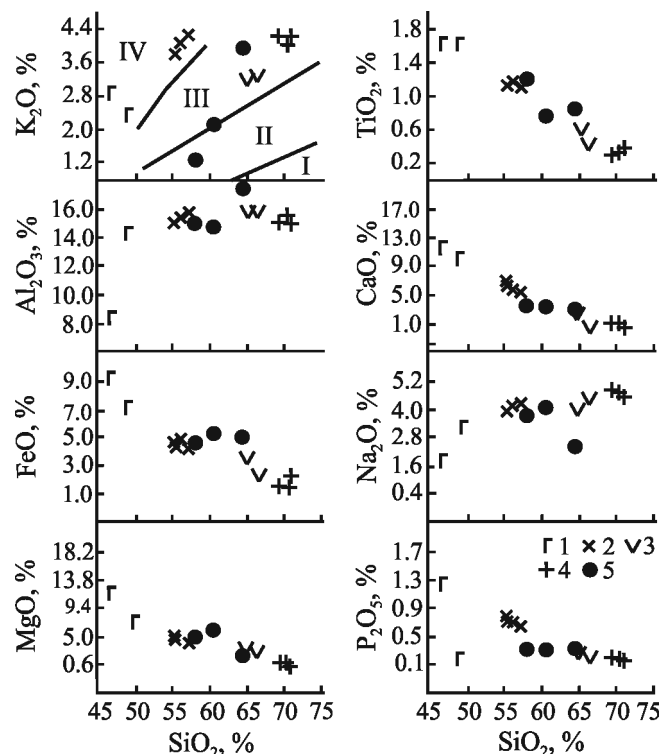 4.4
3.6
2.8
2.0
1.2
K₂O, %
IV
III
II
I
1.8
1.4
1.0
0.6
0.2
TiO₂, %
16.0
14.0
12.0
10.0
8.0
Al₂O₃, %
17.0
13.0
9.0
5.0
1.0
CaO, %
9.0
7.0
5.0
3.0
1.0
FeO, %
5.2
4.0
2.8
1.6
0.4
Na₂O, %
18.2
13.8
9.4
5.0
0.6
MgO, %
1.7
1.3
0.9
0.5
0.1
P₂O₅, %
1 2 3
4 5
45 50 55 60 65 70 75
SiO₂, %
45 50 55 60 65 70 75
SiO₂, %